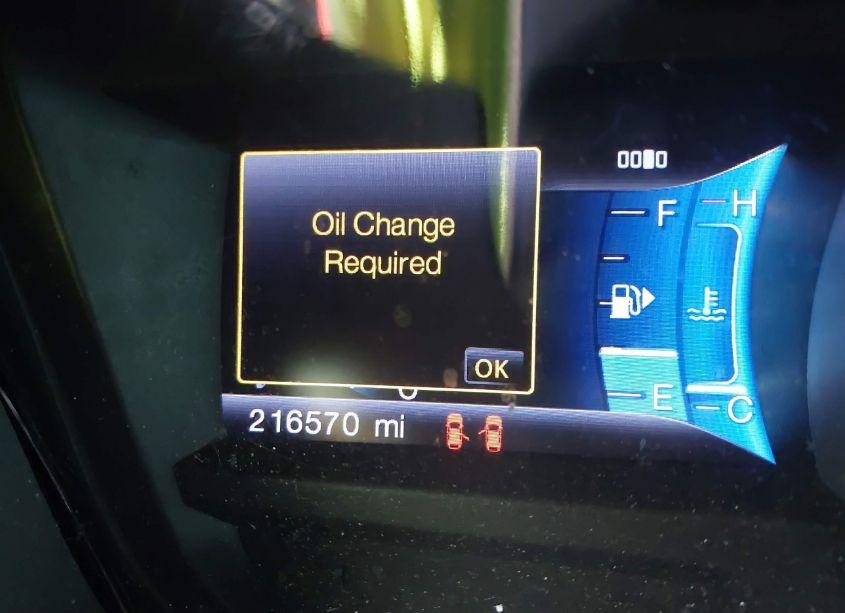 Oil Change
Required
OK
F
H
E
C
216570 mi